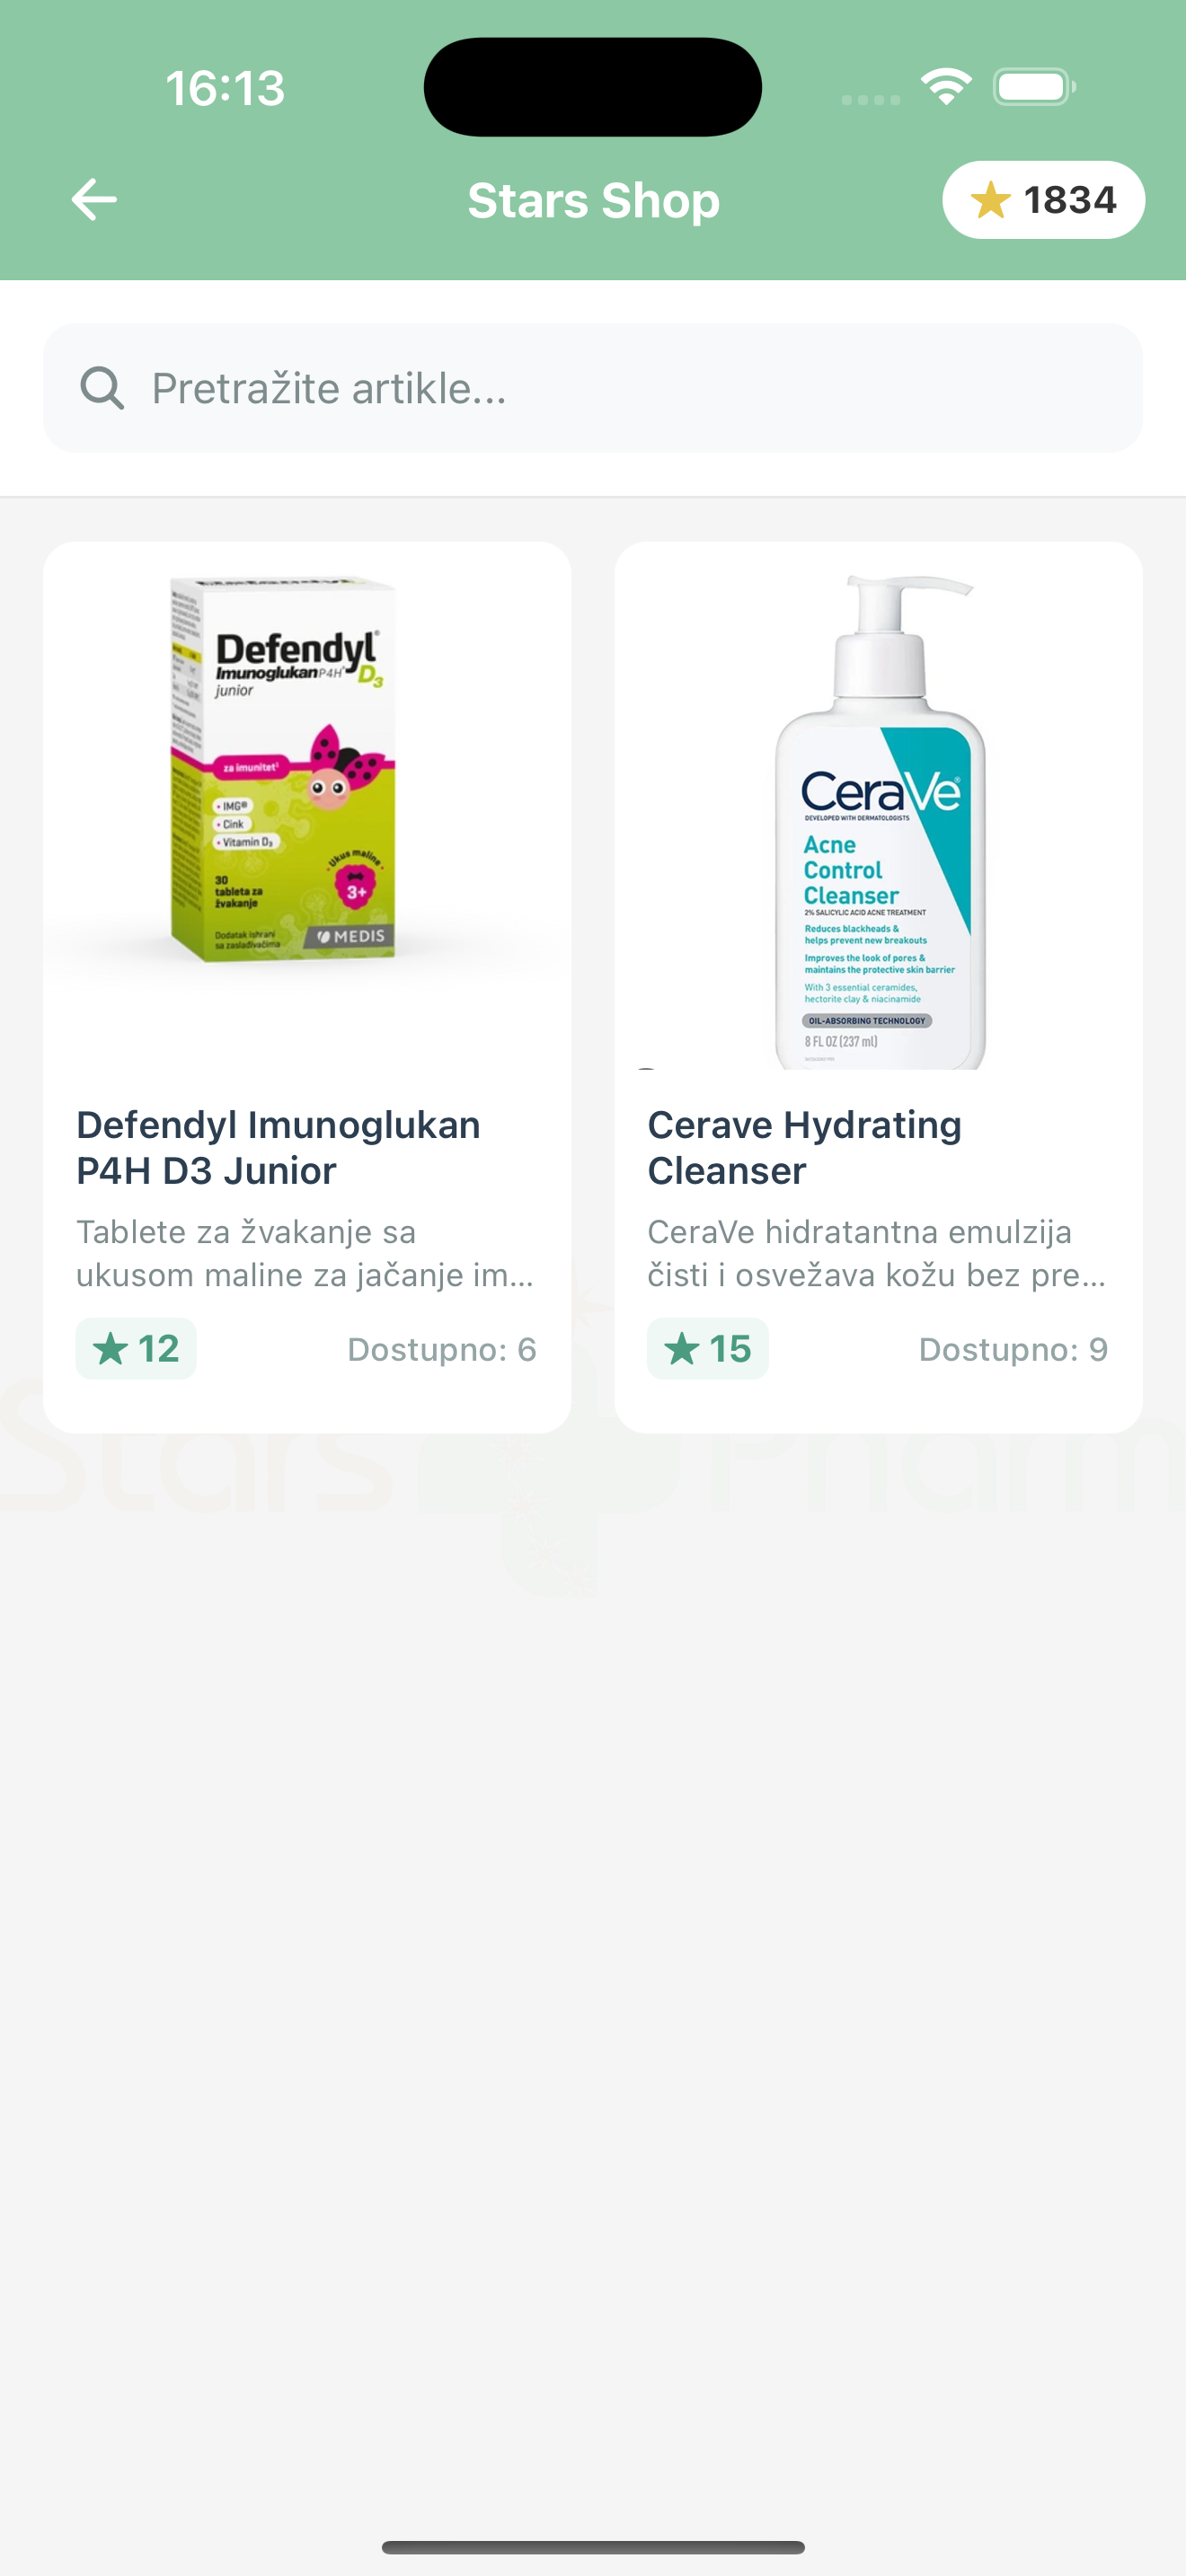 16:13
Stars Shop
1834
Pretražite artikle...
Defendyl
Imunoglukan P4H D3
junior
za imunitet
• IMG®
• Cink
• Vitamin D3
30
tableta za
žvakanje
Ukus maline
3+
Dodatak ishrani
sa zaslađivačima
MEDIS
CeraVe
DEVELOPED WITH DERMATOLOGISTS
Acne
Control
Cleanser
2% SALICYLIC ACID ACNE TREATMENT
Reduces blackheads &
helps prevent new breakouts
Improves the look of pores &
maintains the protective skin barrier
With 3 essential ceramides,
hectorite clay & niacinamide
OIL-ABSORBING TECHNOLOGY
8 FL OZ (237 ml)
Defendyl Imunoglukan
P4H D3 Junior
Tablete za žvakanje sa
ukusom maline za jačanje im...
12
Dostupno: 6
Cerave Hydrating
Cleanser
CeraVe hidratantna emulzija
čisti i osvežava kožu bez pre...
15
Dostupno: 9
Stars Pharm